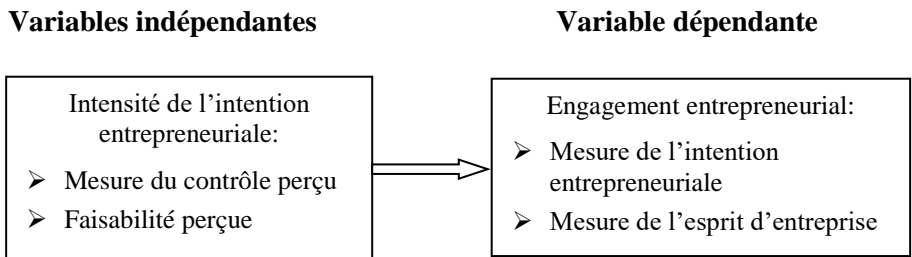 Variables indépendantes
Variable dépendante
Intensité de l’intention
entrepreneuriale:
➢ Mesure du contrôle perçu
➢ Faisabilité perçue
Engagement entrepreneurial:
➢ Mesure de l’intention
entrepreneuriale
➢ Mesure de l’esprit d’entreprise